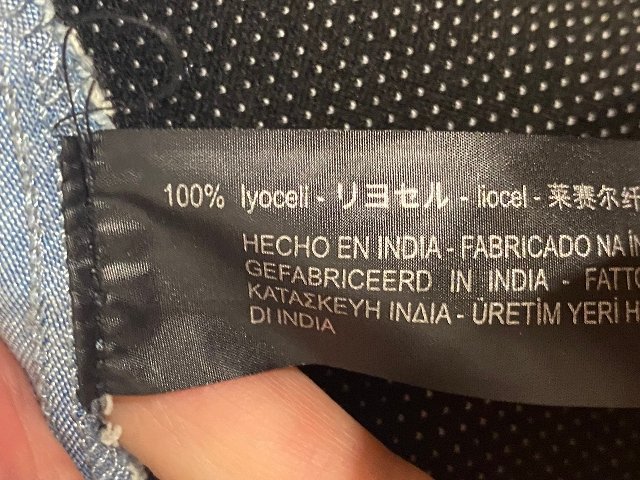 100% lyocell - リヨセル - liocel - 莱赛尔纤
HECHO EN INDIA - FABRICADO NA IN
GEFABRICEERD IN INDIA - FATTO
ΚΑΤΑΣΚΕΥΗ ΙΝΔΙΑ - ÜRETİM YERİ H
DI INDIA